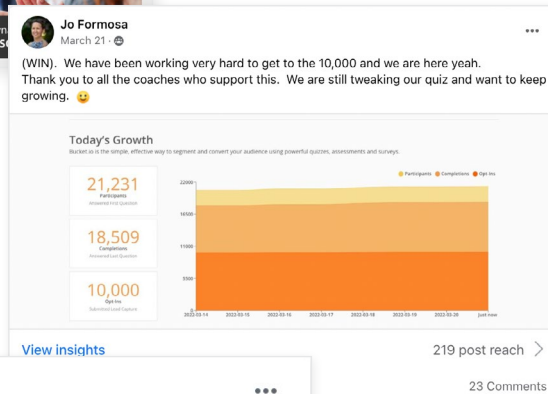 Jo Formosa
March 21 ·
(WIN). We have been working very hard to get to the 10,000 and we are here yeah.
Thank you to all the coaches who support this. We are still tweaking our quiz and want to keep
growing.
Today's Growth
Bucket.io is the simple, effective way to segment and convert your audience using powerful quizzes, assessments and surveys.
21,231
Participants
Answered First Question
18,509
Completions
Answered Last Question
10,000
Opt-Ins
Submitted Lead Capture
Participants Completions Opt-Ins
22000
16500
11000
5500
0
2022-03-14 2022-03-15 2022-03-16 2022-03-17 2022-03-18 2022-03-19 2022-03-20 Just now
View insights
219 post reach
23 Comments